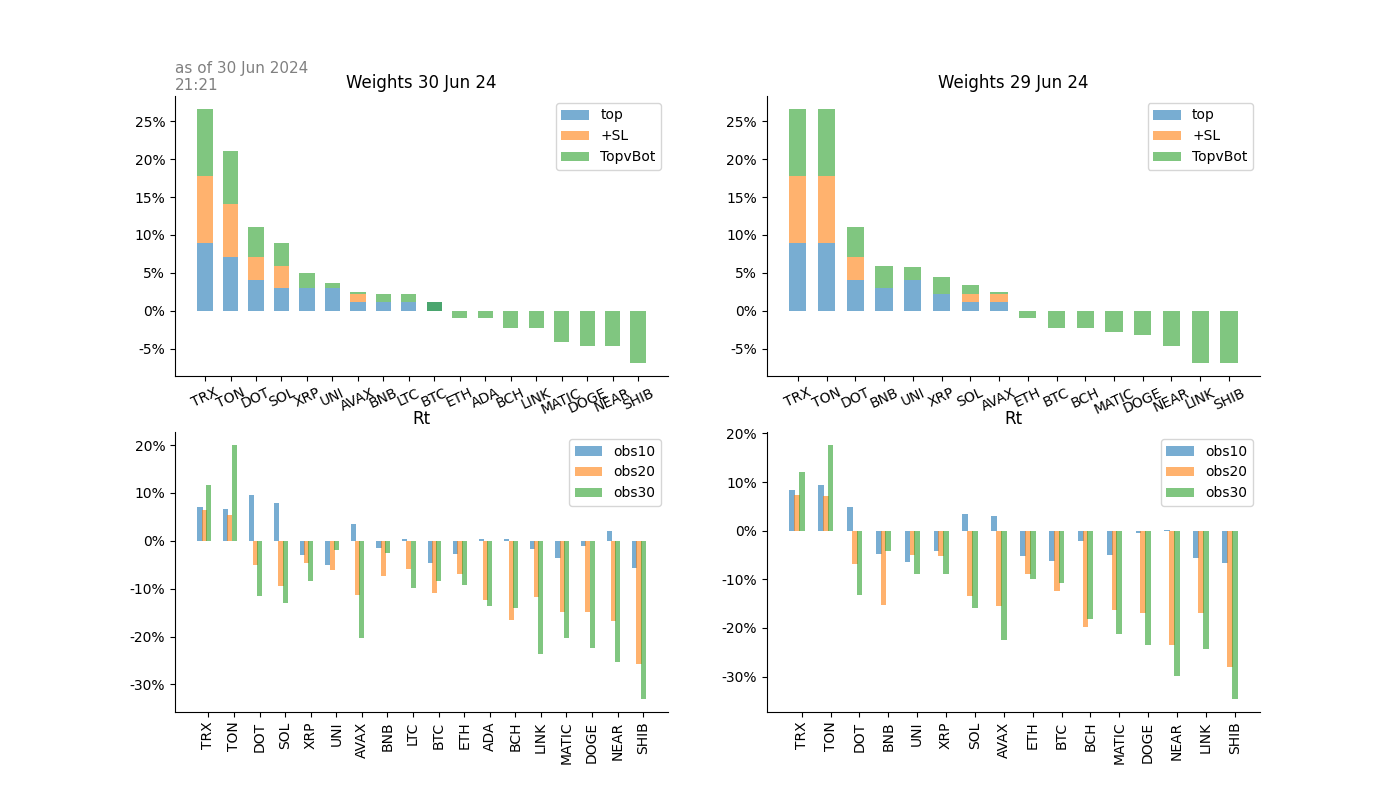 as of 30 Jun 2024
21:21
Weights 30 Jun 24
top
+SL
TopvBot
25%
20%
15%
10%
5%
0%
-5%
TRX TON DOT SOL XRP UNI AVAX BNB LTC BTC ETH ADA BCH LINK MATIC DOGE NEAR SHIB
Weights 29 Jun 24
top
+SL
TopvBot
25%
20%
15%
10%
5%
0%
-5%
TRX TON DOT BNB UNI XRP SOL AVAX ETH BTC BCH MATIC DOGE NEAR LINK SHIB
Rt
obs10
obs20
obs30
20%
10%
0%
-10%
-20%
-30%
TRX TON DOT SOL XRP UNI AVAX BNB LTC BTC ETH ADA BCH LINK MATIC DOGE NEAR SHIB
Rt
obs10
obs20
obs30
20%
10%
0%
-10%
-20%
-30%
TRX TON DOT BNB UNI XRP SOL AVAX ETH BTC BCH MATIC DOGE NEAR LINK SHIB